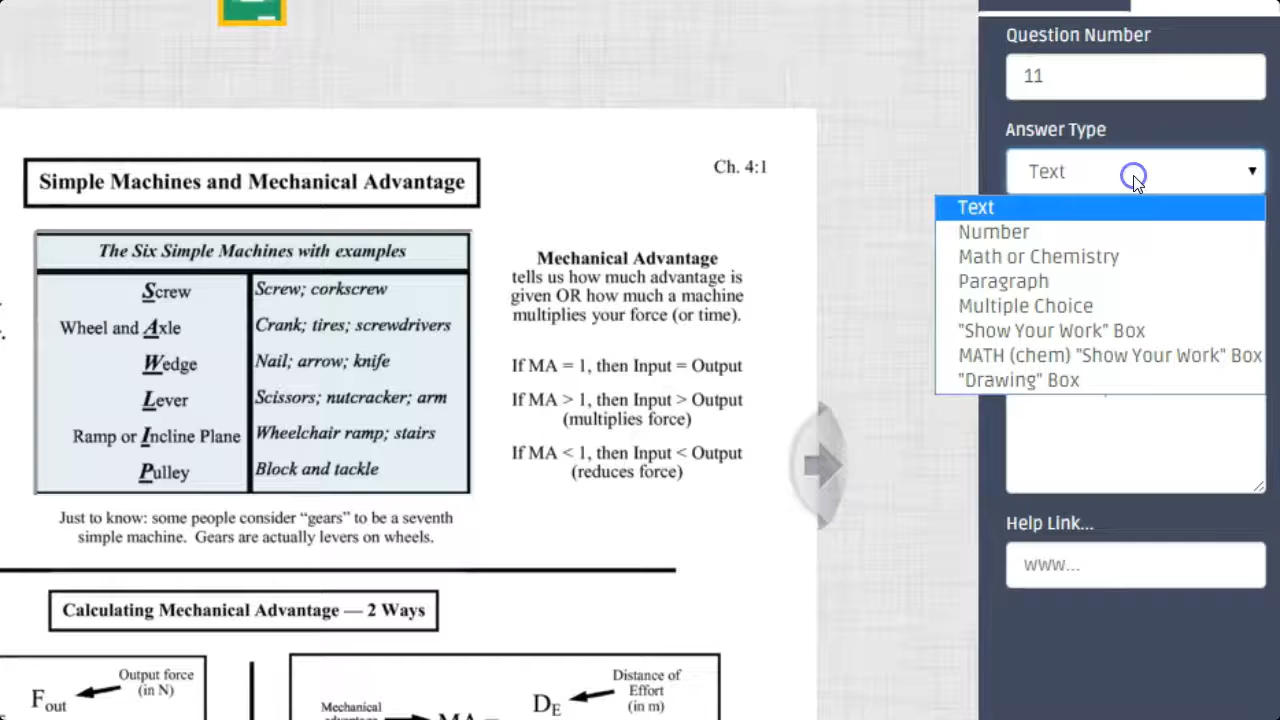 Simple Machines and Mechanical Advantage
Ch. 4:1
The Six Simple Machines with examples
Screw
Screw; corkscrew
Wheel and Axle
Crank; tires; screwdrivers
Wedge
Nail; arrow; knife
Lever
Scissors; nutcracker; arm
Ramp or Incline Plane
Wheelchair ramp; stairs
Pulley
Block and tackle
Just to know: some people consider “gears” to be a seventh
simple machine. Gears are actually levers on wheels.
Mechanical Advantage
tells us how much advantage is
given OR how much a machine
multiplies your force (or time).
If MA = 1, then Input = Output
If MA > 1, then Input > Output
(multiplies force)
If MA < 1, then Input < Output
(reduces force)
Calculating Mechanical Advantage — 2 Ways
Fout
Output force
(in N)
Mechanical
advantage
MA =
DE
Distance of
Effort
(in m)
Question Number
11
Answer Type
Text
Text
Number
Math or Chemistry
Paragraph
Multiple Choice
"Show Your Work" Box
MATH (chem) "Show Your Work" Box
"Drawing" Box
Help Link...
www...